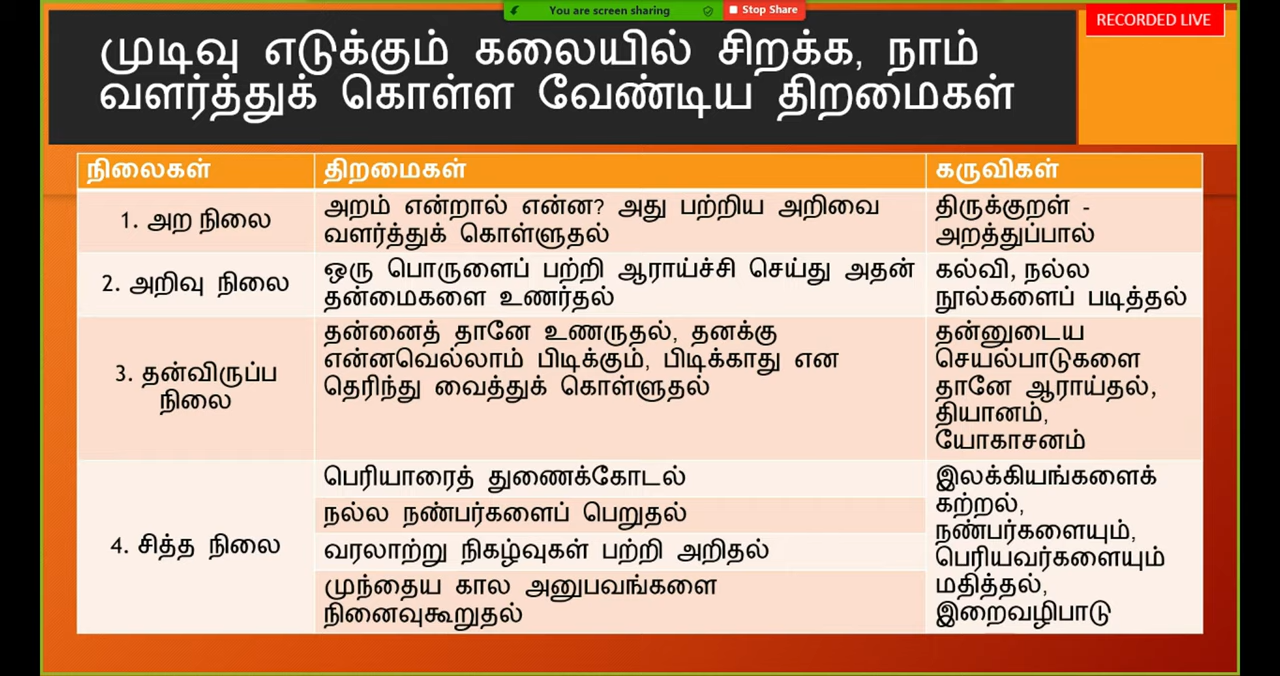 You are screen sharing
Stop Share
RECORDED LIVE
முடிவு எடுக்கும் கலையில் சிறக்க, நாம்
வளர்த்துக் கொள்ள வேண்டிய திறமைகள்
நிலைகள்
திறமைகள்
கருவிகள்
1. அற நிலை
அறம் என்றால் என்ன? அது பற்றிய அறிவை
வளர்த்துக் கொள்ளுதல்
திருக்குறள் -
அறத்துப்பால்
2. அறிவு நிலை
ஒரு பொருளைப் பற்றி ஆராய்ச்சி செய்து அதன்
தன்மைகளை உணர்தல்
கல்வி, நல்ல
நூல்களைப் படித்தல்
3. தன்விருப்ப
நிலை
தன்னைத் தானே உணருதல், தனக்கு
என்னவெல்லாம் பிடிக்கும், பிடிக்காது என
தெரிந்து வைத்துக் கொள்ளுதல்
தன்னுடைய
செயல்பாடுகளை
தானே ஆராய்தல்,
தியானம்,
யோகாசனம்
4. சித்த நிலை
பெரியாரைத் துணைக்கோடல்
நல்ல நண்பர்களைப் பெறுதல்
வரலாற்று நிகழ்வுகள் பற்றி அறிதல்
முந்தைய கால அனுபவங்களை
நினைவுகூறுதல்
இலக்கியங்களைக்
கற்றல்,
நண்பர்களையும்,
பெரியவர்களையும்
மதித்தல்,
இறைவழிபாடு